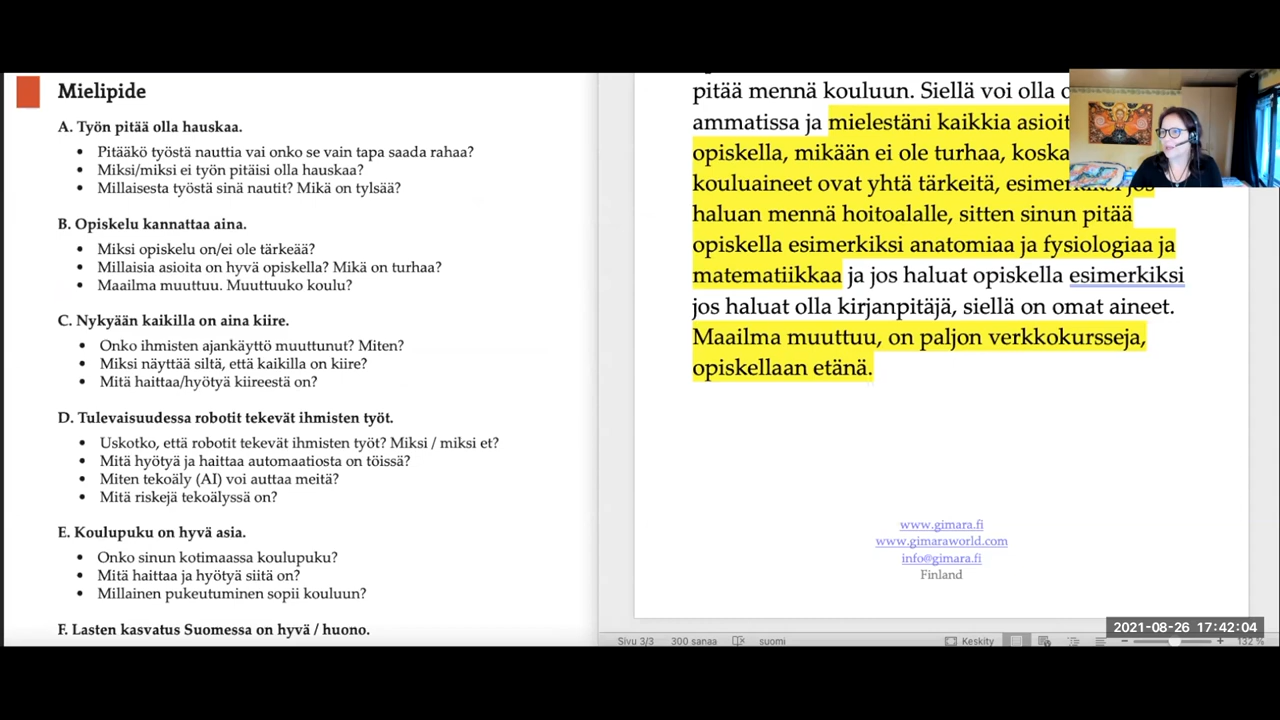 Mielipide
A. Työn pitää olla hauskaa.
• Pitääkö työstä nauttia vai onko se vain tapa saada rahaa?
• Miksi/miksi ei työn pitäisi olla hauskaa?
• Millaisesta työstä sinä nautit? Mikä on tylsää?
B. Opiskelu kannattaa aina.
• Miksi opiskelu on/ei ole tärkeää?
• Millaisia asioita on hyvä opiskella? Mikä on turhaa?
• Maailma muuttuu. Muuttuuko koulu?
C. Nykyään kaikilla on aina kiire.
• Onko ihmisten ajankäyttö muuttunut? Miten?
• Miksi näyttää siltä, että kaikilla on kiire?
• Mitä haittaa/hyötyä kiireestä on?
D. Tulevaisuudessa robotit tekevät ihmisten työt.
• Uskotko, että robotit tekevät ihmisten työt? Miksi / miksi et?
• Mitä hyötyä ja haittaa automaatiosta on töissä?
• Miten tekoäly (AI) voi auttaa meitä?
• Mitä riskejä tekoälyssä on?
E. Koulupuku on hyvä asia.
• Onko sinun kotimaassa koulupuku?
• Mitä haittaa ja hyötyä siitä on?
• Millainen pukeutuminen sopii kouluun?
F. Lasten kasvatus Suomessa on hyvä / huono.
pitää mennä kouluun. Siellä voi olla
ammatissa ja mielestäni kaikkia
opiskella, mikään ei ole turhaa, koska
kouluaineet ovat yhtä tärkeitä, esimerkiksi jos
haluan mennä hoitoalalle, sitten sinun pitää
opiskella esimerkiksi anatomiaa ja fysiologiaa ja
matematiikkaa ja jos haluat opiskella esimerkiksi
jos haluat olla kirjanpitäjä, siellä on omat aineet.
Maailma muuttuu, on paljon verkkokursseja,
opiskellaan etänä.
www.gimara.fi
www.gimaraworld.com
info@gimara.fi
Finland
2021-08-26 17:42:04
Sivu 3/3 300 sanaa suomi Keskity 132 %